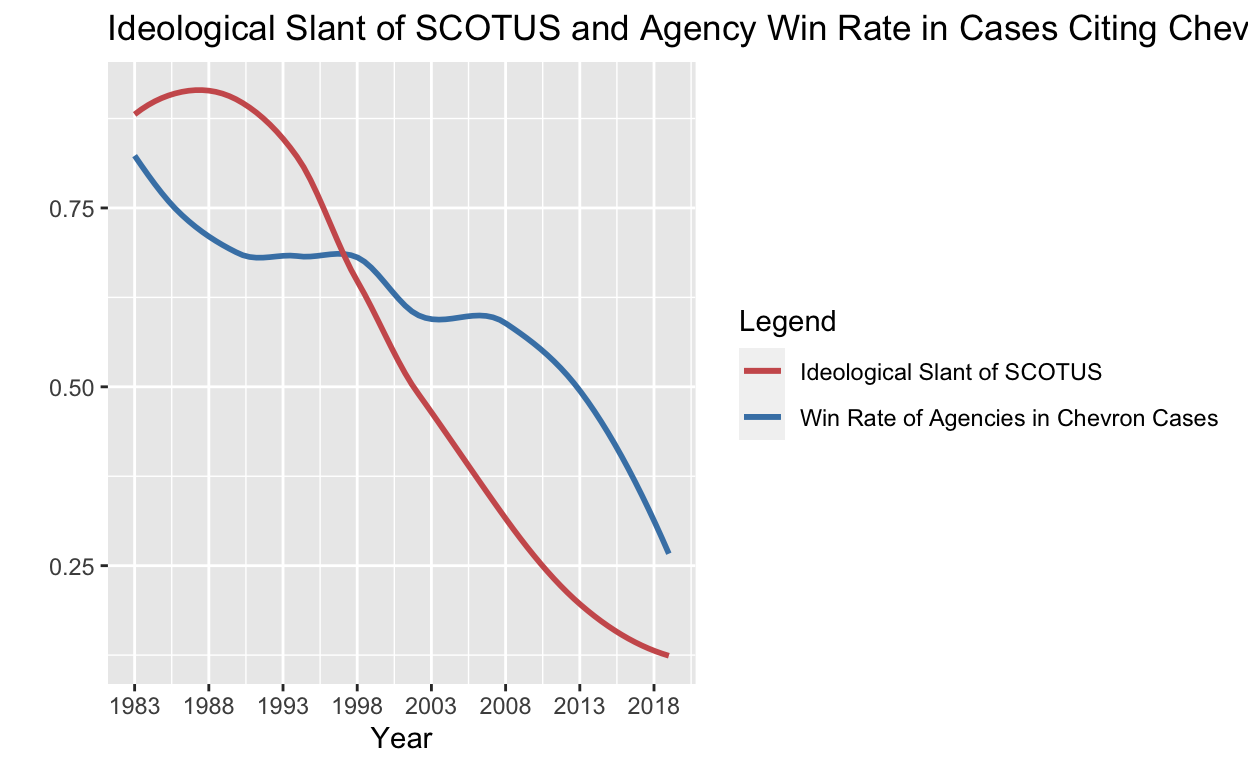 Ideological Slant of SCOTUS and Agency Win Rate in Cases Citing Chev
0.75
0.50
0.25
1983 1988 1993 1998 2003 2008 2013 2018
Year
Legend
Ideological Slant of SCOTUS
Win Rate of Agencies in Chevron Cases